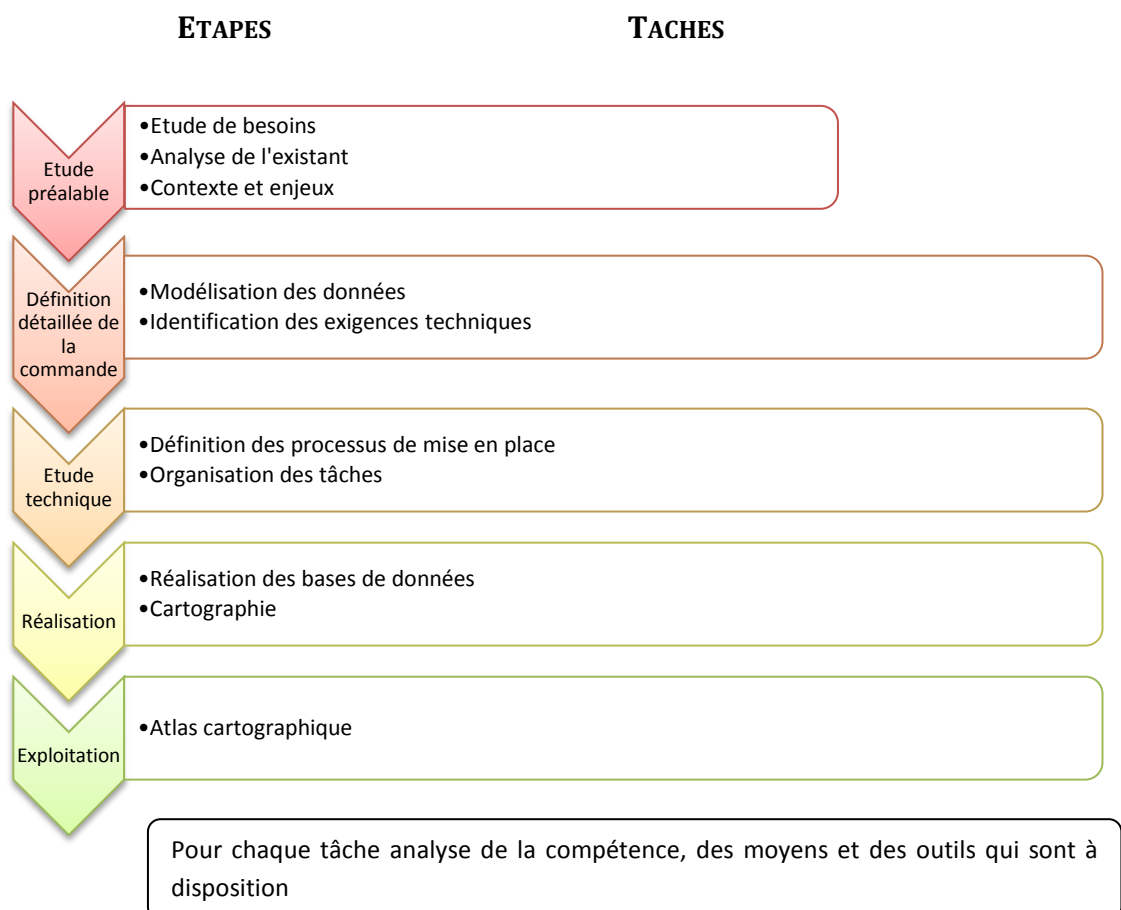 ETAPES TACHES
Etude
préalable
•Etude de besoins
•Analyse de l'existant
•Contexte et enjeux
Définition
détaillée de
la
commande
•Modélisation des données
•Identification des exigences techniques
Etude
technique
•Définition des processus de mise en place
•Organisation des tâches
Réalisation
•Réalisation des bases de données
•Cartographie
Exploitation
•Atlas cartographique
Pour chaque tâche analyse de la compétence, des moyens et des outils qui sont à
disposition